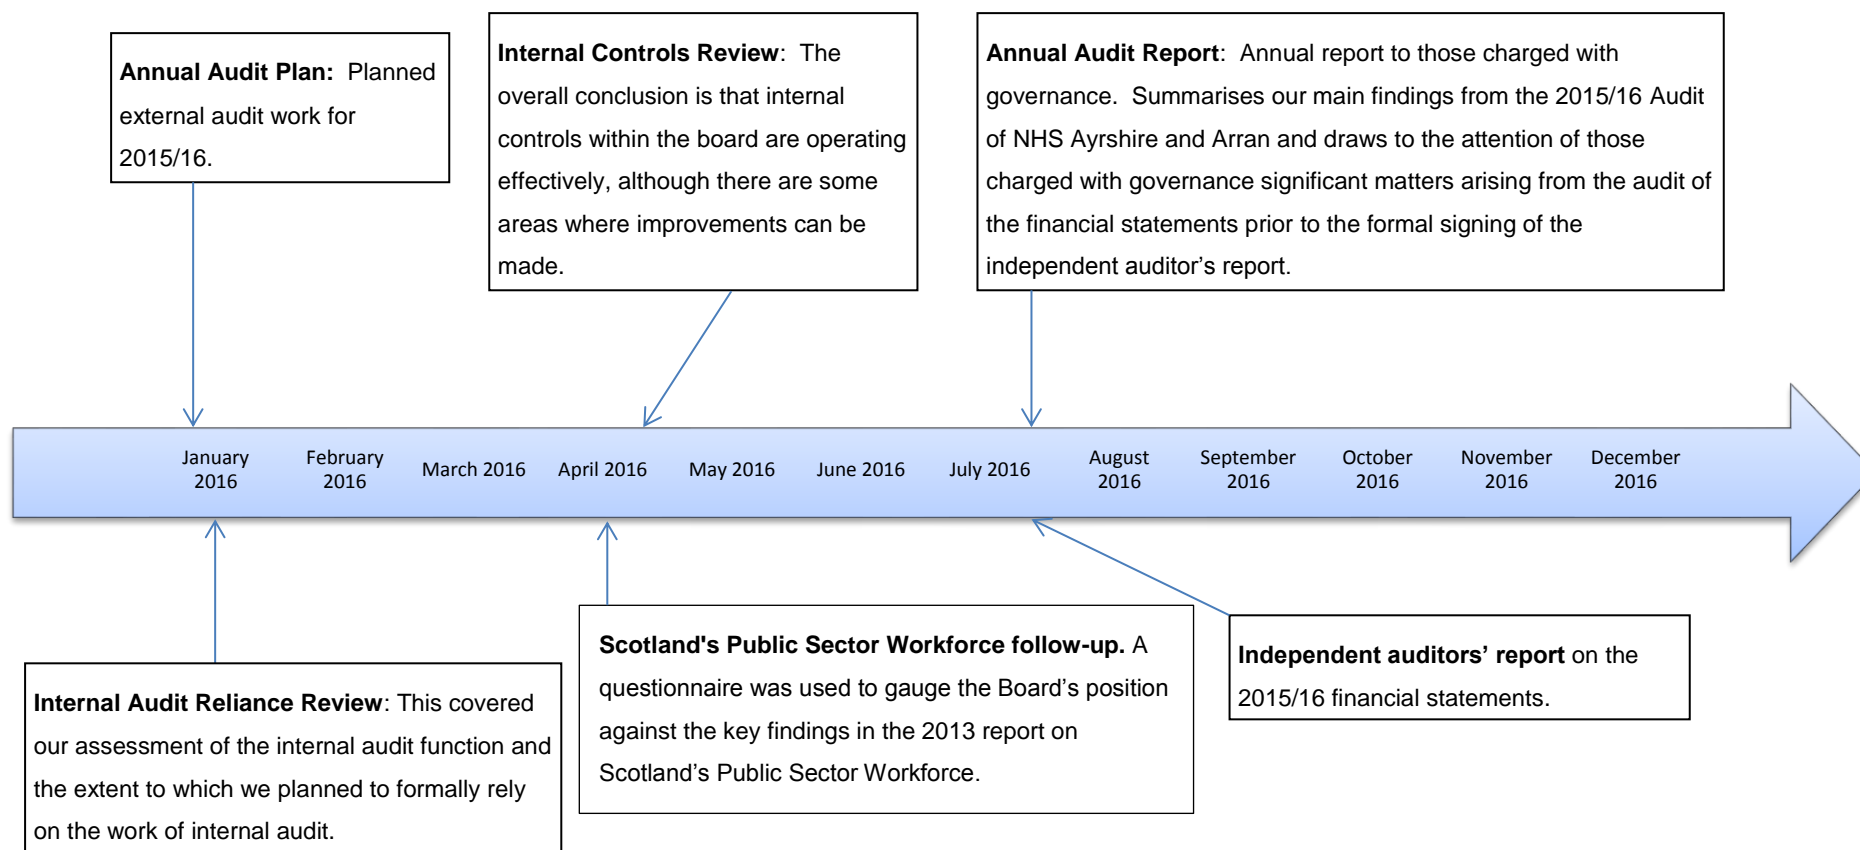 Annual Audit Plan:  Planned
external audit work for
2015/16.
Internal Controls Review:  The
overall conclusion is that internal
controls within the board are operating
effectively, although there are some
areas where improvements can be
made.
Annual Audit Report:  Annual report to those charged with
governance.  Summarises our main findings from the 2015/16 Audit
of NHS Ayrshire and Arran and draws to the attention of those
charged with governance significant matters arising from the audit of
the financial statements prior to the formal signing of the
independent auditor’s report.
January
2016
February
2016
March 2016
April 2016
May 2016
June 2016
July 2016
August
2016
September
2016
October
2016
November
2016
December
2016
Internal Audit Reliance Review: This covered
our assessment of the internal audit function and
the extent to which we planned to formally rely
on the work of internal audit.
Scotland's Public Sector Workforce follow-up. A
questionnaire was used to gauge the Board’s position
against the key findings in the 2013 report on
Scotland’s Public Sector Workforce.
Independent auditors’ report on the
2015/16 financial statements.